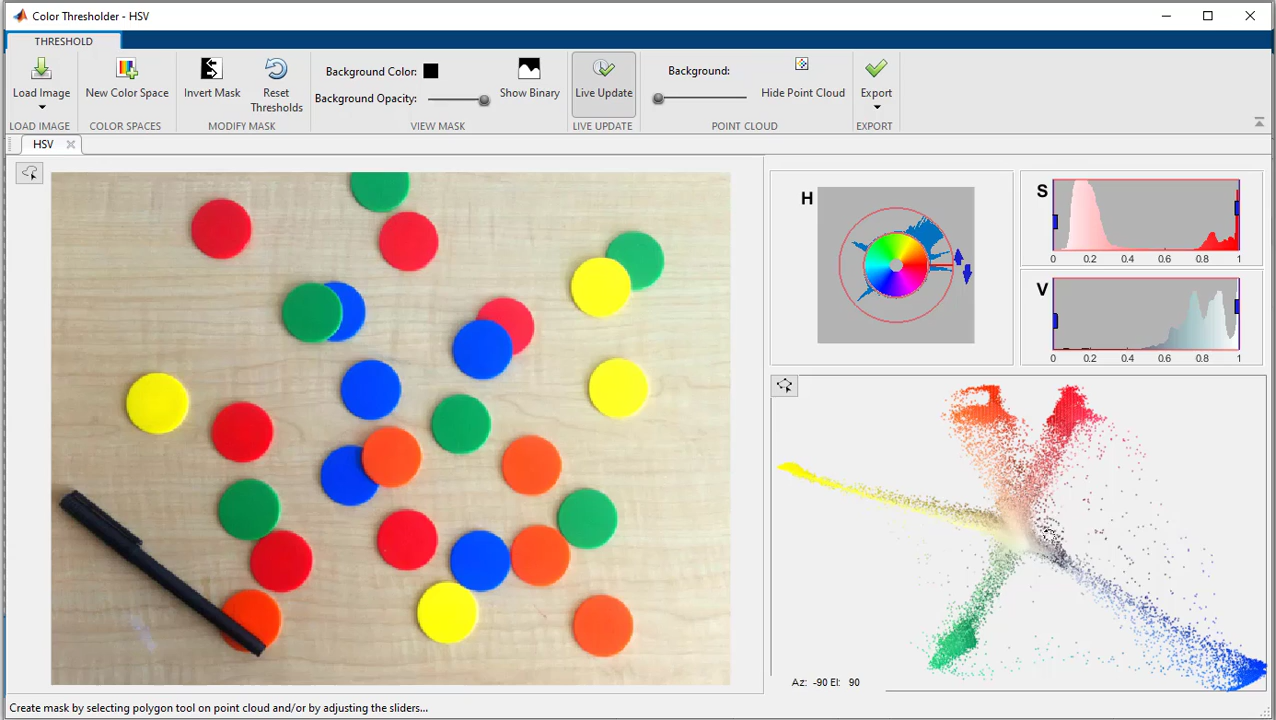 Color Thresholder - HSV
THRESHOLD
Load Image
New Color Space
Invert Mask
Reset Thresholds
Background Color:
Background Opacity:
Show Binary
Live Update
Background:
Hide Point Cloud
Export
LOAD IMAGE
COLOR SPACES
MODIFY MASK
VIEW MASK
LIVE UPDATE
POINT CLOUD
EXPORT
HSV
H
S
0 0.2 0.4 0.6 0.8 1
V
0 0.2 0.4 0.6 0.8 1
Az: -90 El: 90
Create mask by selecting polygon tool on point cloud and/or by adjusting the sliders...